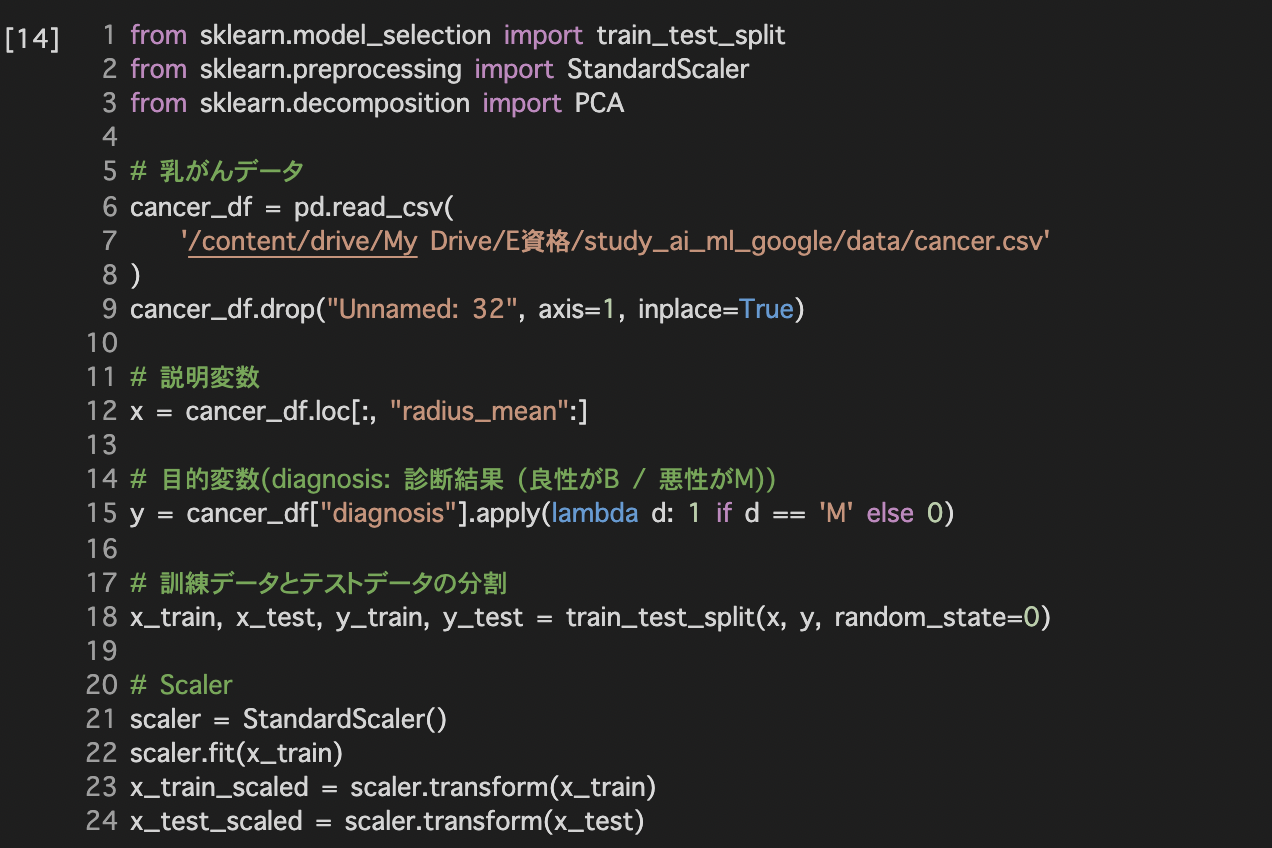 [14]
1 from sklearn.model_selection import train_test_split
2 from sklearn.preprocessing import StandardScaler
3 from sklearn.decomposition import PCA
4
5 # 乳がんデータ
6 cancer_df = pd.read_csv(
7     '/content/drive/My Drive/E資格/study_ai_ml_google/data/cancer.csv'
8 )
9 cancer_df.drop("Unnamed: 32", axis=1, inplace=True)
10
11 # 説明変数
12 x = cancer_df.loc[:, "radius_mean":]
13
14 # 目的変数(diagnosis: 診断結果 (良性がB / 悪性がM))
15 y = cancer_df["diagnosis"].apply(lambda d: 1 if d == 'M' else 0)
16
17 # 訓練データとテストデータの分割
18 x_train, x_test, y_train, y_test = train_test_split(x, y, random_state=0)
19
20 # Scaler
21 scaler = StandardScaler()
22 scaler.fit(x_train)
23 x_train_scaled = scaler.transform(x_train)
24 x_test_scaled = scaler.transform(x_test)